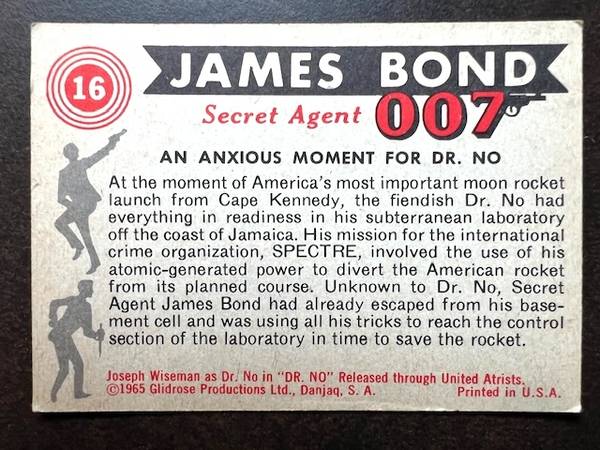 16
JAMES BOND
Secret Agent 007
AN ANXIOUS MOMENT FOR DR. NO
At the moment of America's most important moon rocket
launch from Cape Kennedy, the fiendish Dr. No had
everything in readiness in his subterranean laboratory
off the coast of Jamaica. His mission for the international
crime organization, SPECTRE, involved the use of his
atomic-generated power to divert the American rocket
from its planned course. Unknown to Dr. No, Secret
Agent James Bond had already escaped from his base-
ment cell and was using all his tricks to reach the control
section of the laboratory in time to save the rocket.
Joseph Wiseman as Dr. No in "DR. NO" Released through United Atrists.
©1965 Glidrose Productions Ltd., Danjaq, S. A. Printed in U.S.A.